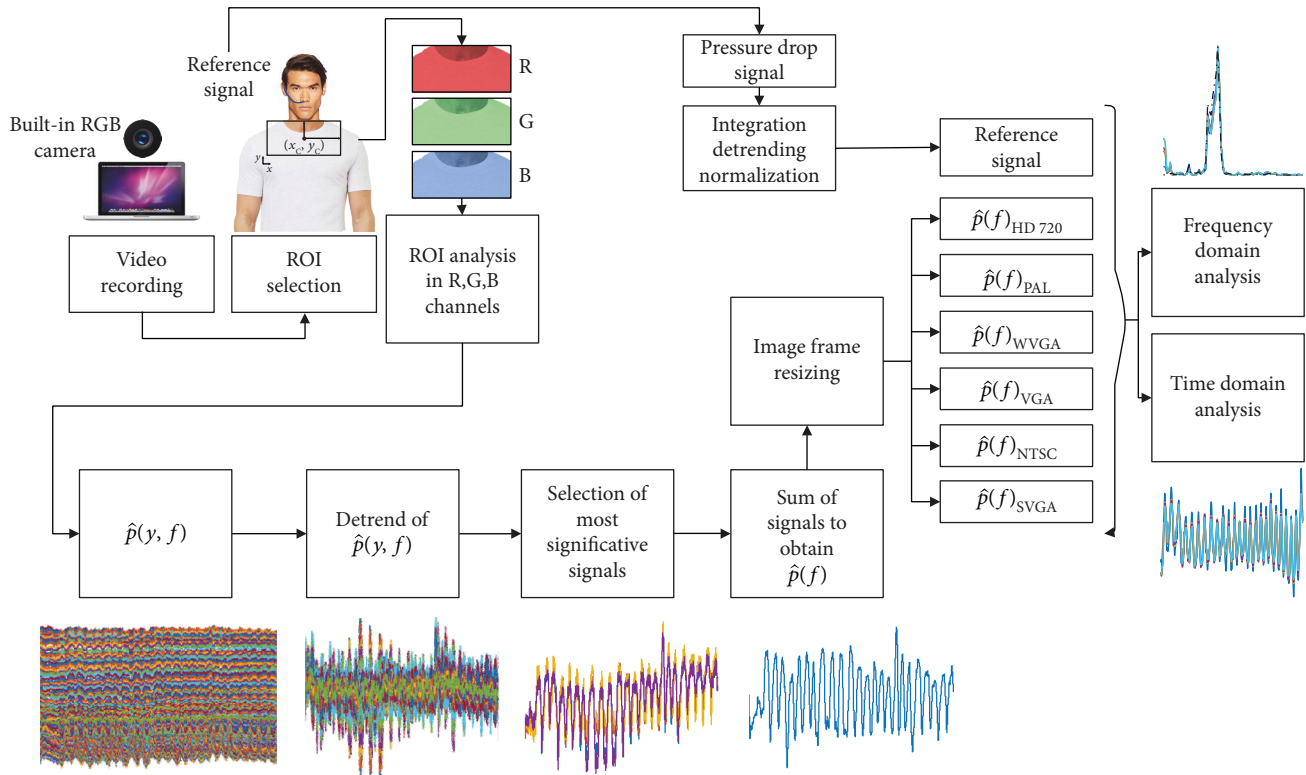 Reference
signal
Built-in RGB
camera
(x_C, y_C)
y
x
R
G
B
Video
recording
ROI
selection
ROI analysis
in R,G,B
channels
Pressure drop
signal
Integration
detrending
normalization
Reference
signal
p̂(f)_HD 720
p̂(f)_PAL
p̂(f)_WVGA
p̂(f)_VGA
p̂(f)_NTSC
p̂(f)_SVGA
Image frame
resizing
Frequency
domain
analysis
Time domain
analysis
p̂(y, f)
Detrend of
p̂(y, f)
Selection of
most
significative
signals
Sum of
signals to
obtain
p̂(f)